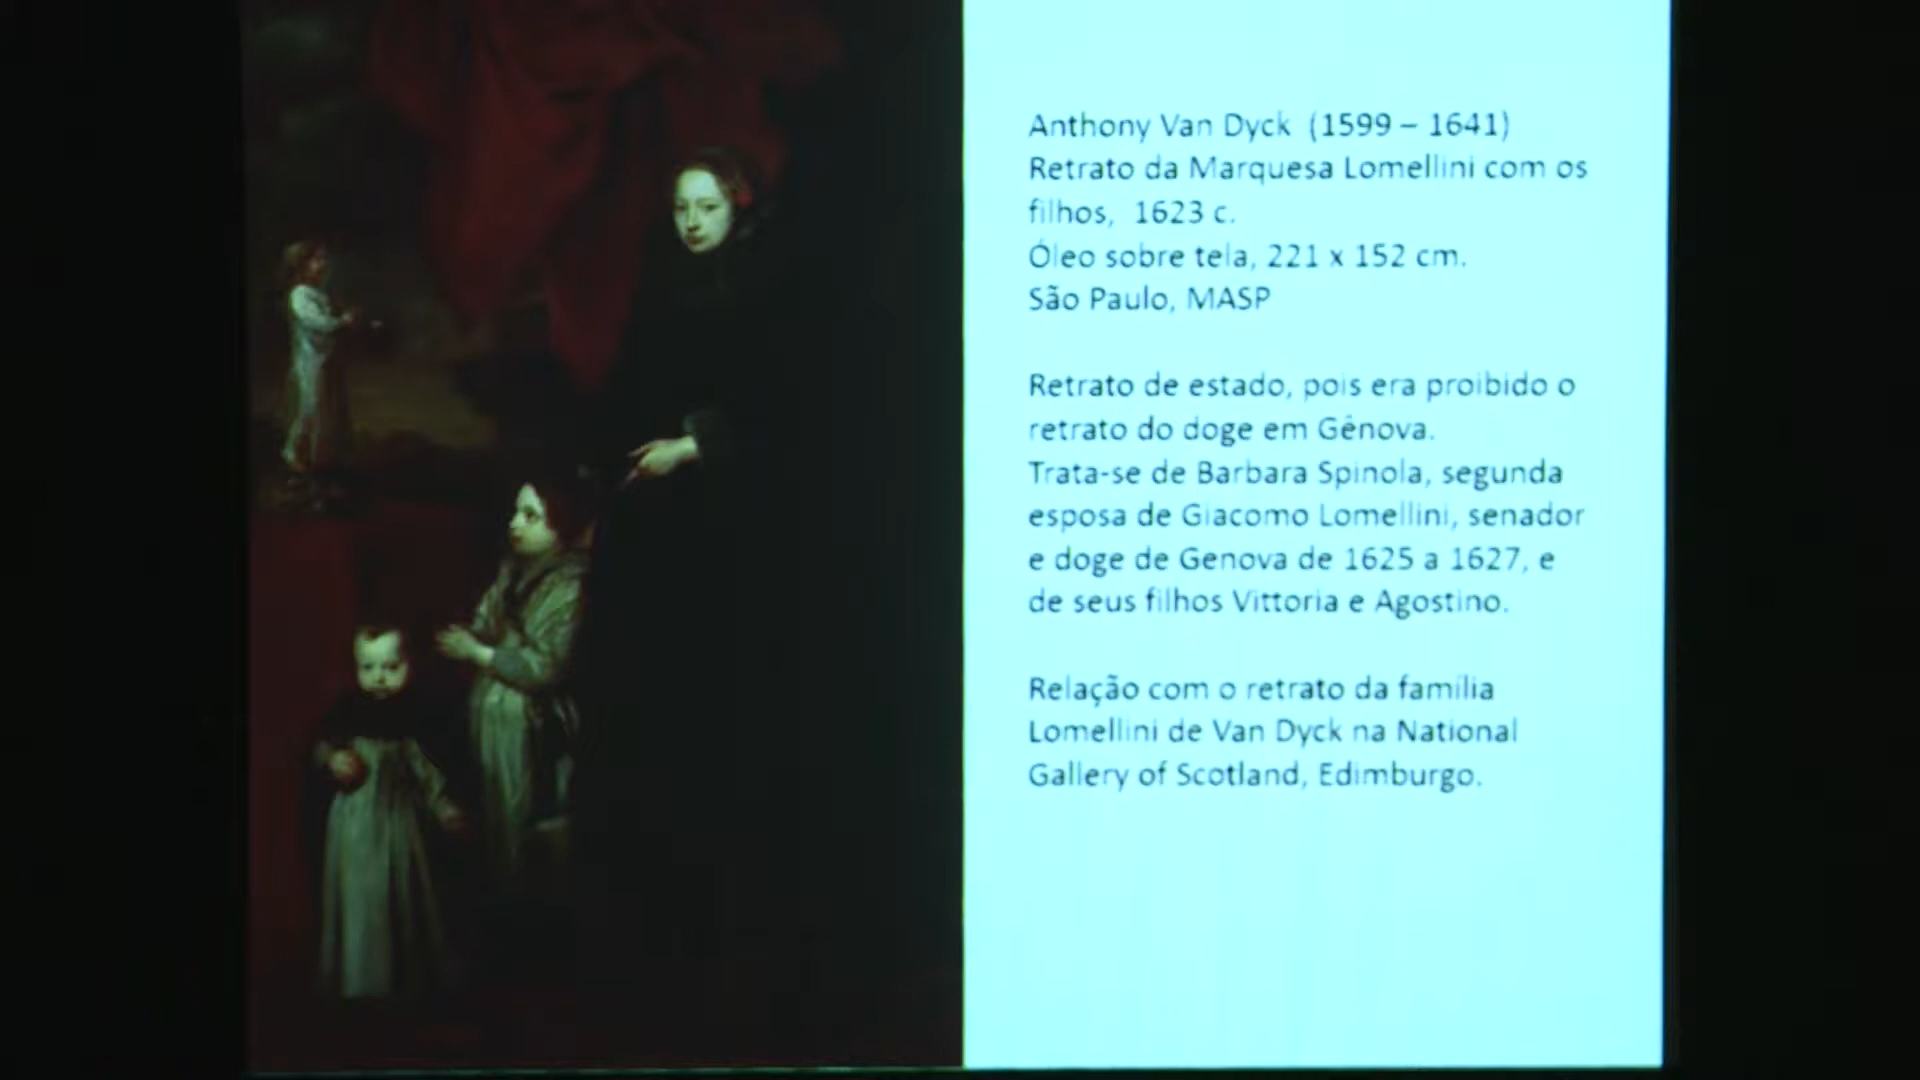 Anthony Van Dyck (1599 – 1641)
Retrato da Marquesa Lomellini com os
filhos, 1623 c.
Óleo sobre tela, 221 x 152 cm.
São Paulo, MASP
Retrato de estado, pois era proibido o
retrato do doge em Gênova.
Trata-se de Barbara Spinola, segunda
esposa de Giacomo Lomellini, senador
e doge de Genova de 1625 a 1627, e
de seus filhos Vittoria e Agostino.
Relação com o retrato da família
Lomellini de Van Dyck na National
Gallery of Scotland, Edimburgo.